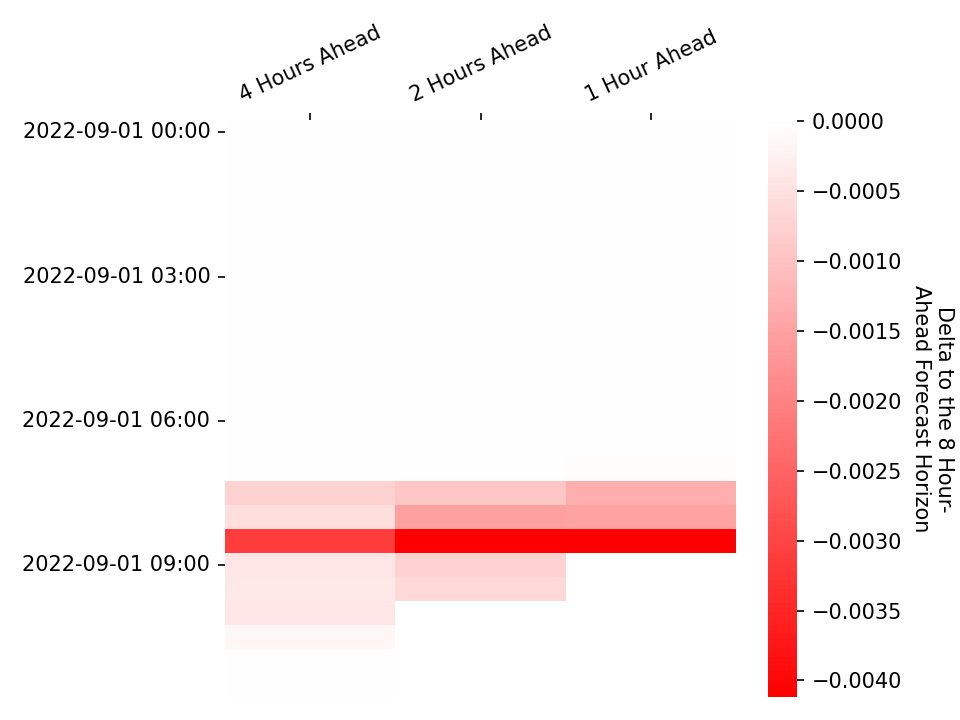 4 Hours Ahead
2 Hours Ahead
1 Hour Ahead
2022-09-01 00:00
2022-09-01 03:00
2022-09-01 06:00
2022-09-01 09:00
0.0000
−0.0005
−0.0010
−0.0015
−0.0020
−0.0025
−0.0030
−0.0035
−0.0040
Delta to the 8 Hour-
Ahead Forecast Horizon